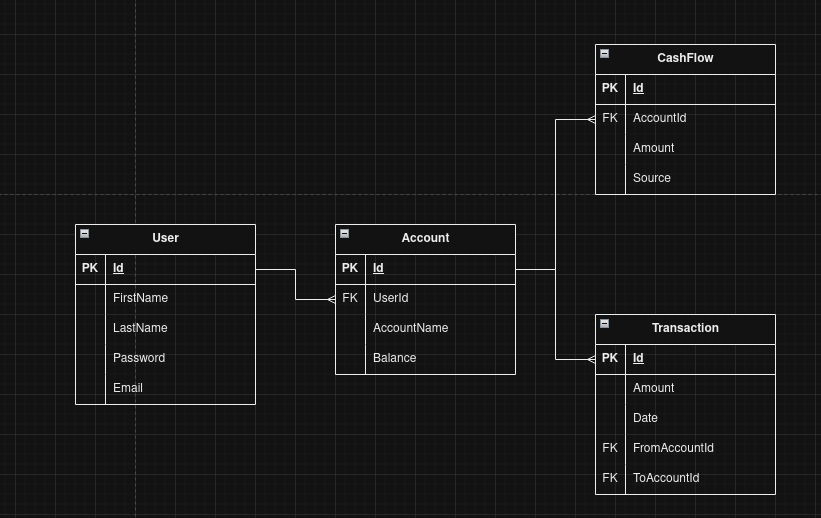 CashFlow
PK Id
FK AccountId
Amount
Source
User
PK Id
FirstName
LastName
Password
Email
Account
PK Id
FK UserId
AccountName
Balance
Transaction
PK Id
Amount
Date
FK FromAccountId
FK ToAccountId